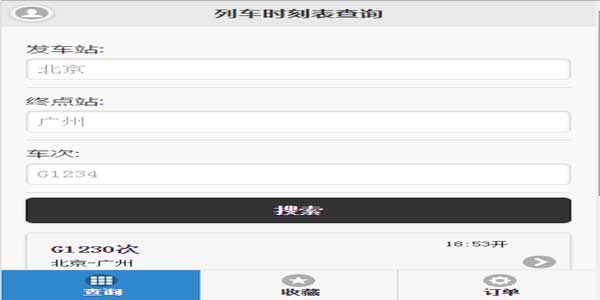 列车时刻表查询
发车站:
北京
终点站:
广州
车次:
G1234
搜索
G1230次
18:53开
北京-广州
查询
收藏
订单